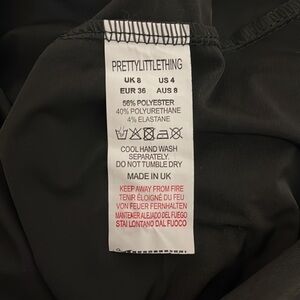 PRETTYLITTLETHING
UK 8 US 4
EUR 36 AUS 8
56% POLYESTER
40% POLYURETHANE
4% ELASTANE
COOL HAND WASH
SEPARATELY.
DO NOT TUMBLE DRY
MADE IN UK
KEEP AWAY FROM FIRE
TENIR ÉLOIGNÉ DU FEU
VON FEUER FERNHALTEN
MANTENER ALEJADO DEL FUEGO
STAI LONTANO DAL FUOCO